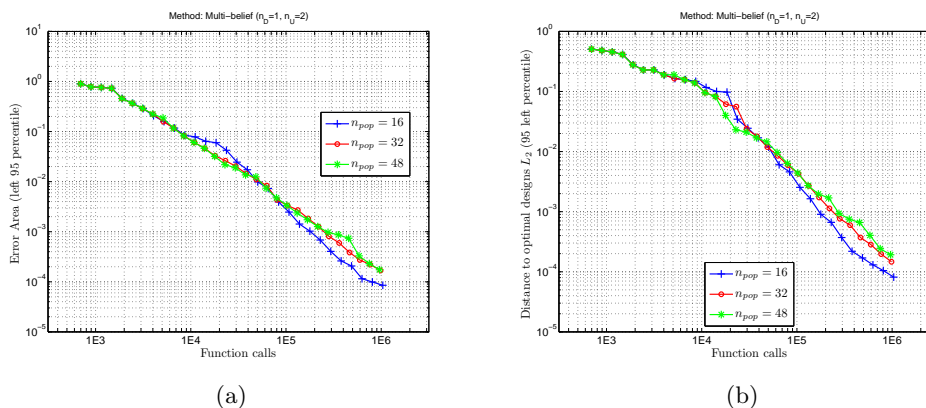 Method: Multi−belief (n_D=1, n_U=2)
10^1
10^0
10^−1
10^−2
10^−3
10^−4
10^−5
Error Area (left 95 percentile)
n_pop = 16
n_pop = 32
n_pop = 48
1E3 1E4 1E5 1E6
Function calls
(a)
Method: Multi−belief (n_D=1, n_U=2)
10^0
10^−1
10^−2
10^−3
10^−4
10^−5
Distance to optimal designs L_2 (95 left percentile)
n_pop = 16
n_pop = 32
n_pop = 48
1E3 1E4 1E5 1E6
Function calls
(b)